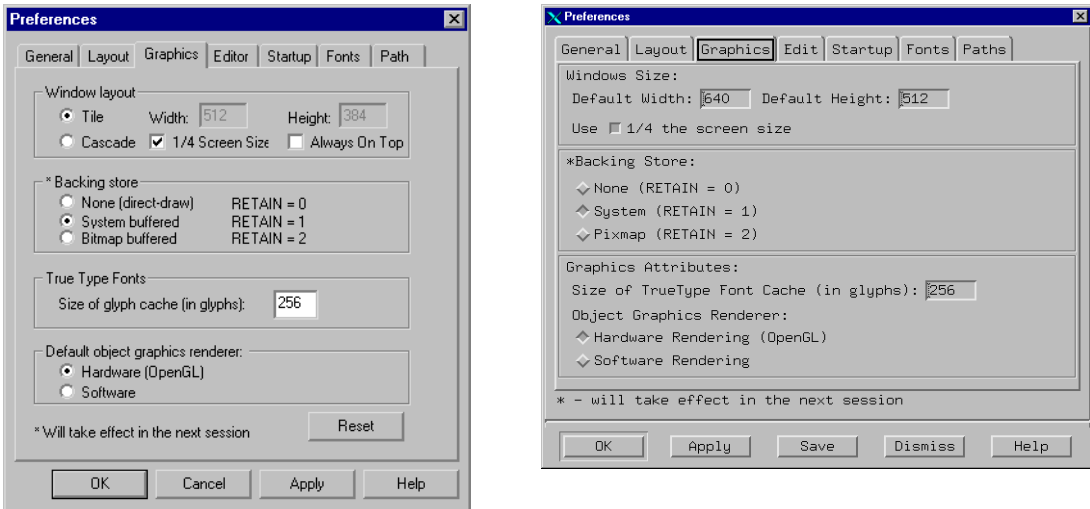 Preferences
General Layout Graphics Editor Startup Fonts Path
Window layout
Tile Width: 512 Height: 384
Cascade 1/4 Screen Size Always On Top
* Backing store
None (direct-draw) RETAIN = 0
System buffered RETAIN = 1
Bitmap buffered RETAIN = 2
True Type Fonts
Size of glyph cache (in glyphs): 256
Default object graphics renderer:
Hardware (OpenGL)
Software
* Will take effect in the next session Reset
OK Cancel Apply Help
Preferences
General Layout Graphics Edit Startup Fonts Paths
Windows Size:
Default Width: 640 Default Height: 512
Use 1/4 the screen size
*Backing Store:
None (RETAIN = 0)
System (RETAIN = 1)
Pixmap (RETAIN = 2)
Graphics Attributes:
Size of TrueType Font Cache (in glyphs): 256
Object Graphics Renderer:
Hardware Rendering (OpenGL)
Software Rendering
* - will take effect in the next session
OK Apply Save Dismiss Help